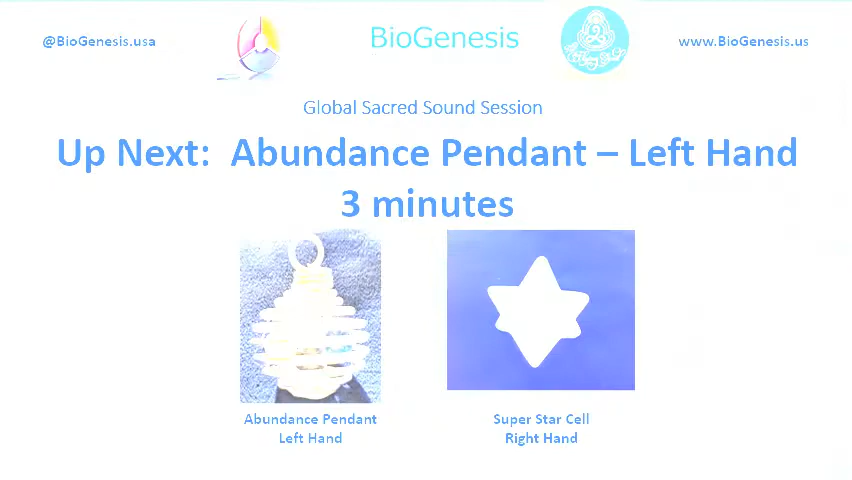 @BioGenesis.usa
BioGenesis
www.BioGenesis.us
Global Sacred Sound Session
Up Next: Abundance Pendant – Left Hand
3 minutes
Abundance Pendant
Left Hand
Super Star Cell
Right Hand